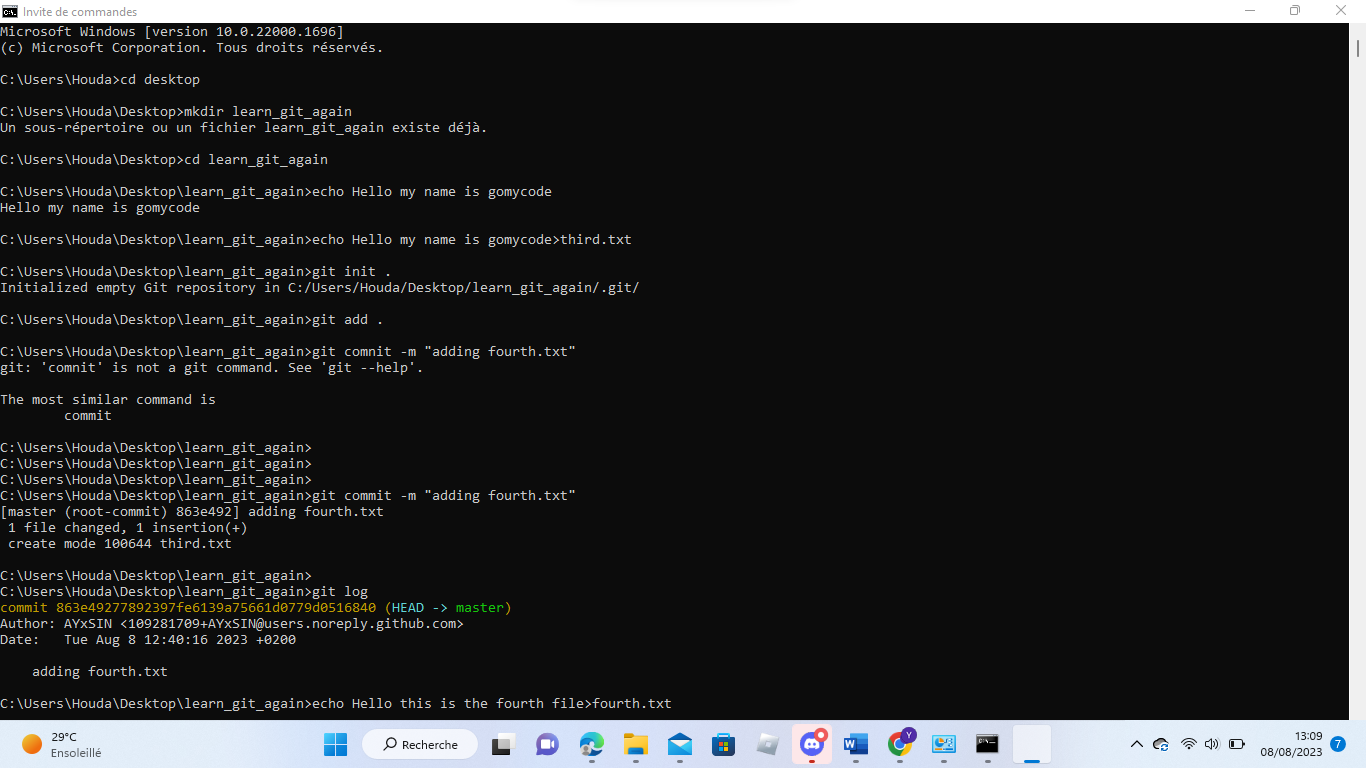 Invite de commandes
Microsoft Windows [version 10.0.22000.1696]
(c) Microsoft Corporation. Tous droits réservés.
C:\Users\Houda>cd desktop
C:\Users\Houda\Desktop>mkdir learn_git_again
Un sous-répertoire ou un fichier learn_git_again existe déjà.
C:\Users\Houda\Desktop>cd learn_git_again
C:\Users\Houda\Desktop\learn_git_again>echo Hello my name is gomycode
Hello my name is gomycode
C:\Users\Houda\Desktop\learn_git_again>echo Hello my name is gomycode>third.txt
C:\Users\Houda\Desktop\learn_git_again>git init .
Initialized empty Git repository in C:/Users/Houda/Desktop/learn_git_again/.git/
C:\Users\Houda\Desktop\learn_git_again>git add .
C:\Users\Houda\Desktop\learn_git_again>git comnit -m "adding fourth.txt"
git: 'comnit' is not a git command. See 'git --help'.
The most similar command is
commit
C:\Users\Houda\Desktop\learn_git_again>
C:\Users\Houda\Desktop\learn_git_again>
C:\Users\Houda\Desktop\learn_git_again>
C:\Users\Houda\Desktop\learn_git_again>git commit -m "adding fourth.txt"
[master (root-commit) 863e492] adding fourth.txt
1 file changed, 1 insertion(+)
create mode 100644 third.txt
C:\Users\Houda\Desktop\learn_git_again>
C:\Users\Houda\Desktop\learn_git_again>git log
commit 863e49277892397fe6139a75661d0779d0516840 (HEAD -> master)
Author: AYxSIN <109281709+AYxSIN@users.noreply.github.com>
Date:   Tue Aug 8 12:40:16 2023 +0200
adding fourth.txt
C:\Users\Houda\Desktop\learn_git_again>echo Hello this is the fourth file>fourth.txt
29°C
Ensoleillé
Recherche
Y
13:09
08/08/2023
7